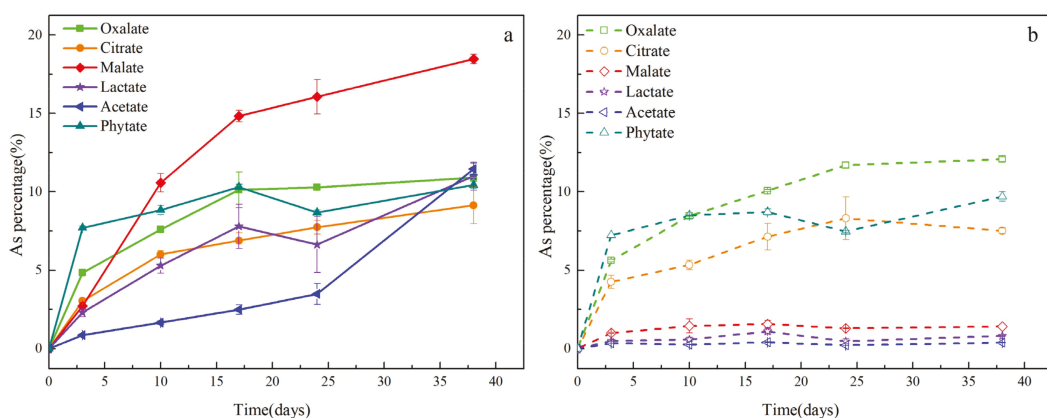 a
Oxalate
Citrate
Malate
Lactate
Acetate
Phytate
20
15
10
5
0
As percentage(%)
0 5 10 15 20 25 30 35 40
Time(days)
b
Oxalate
Citrate
Malate
Lactate
Acetate
Phytate
20
15
10
5
0
As percentage(%)
0 5 10 15 20 25 30 35 40
Time(days)